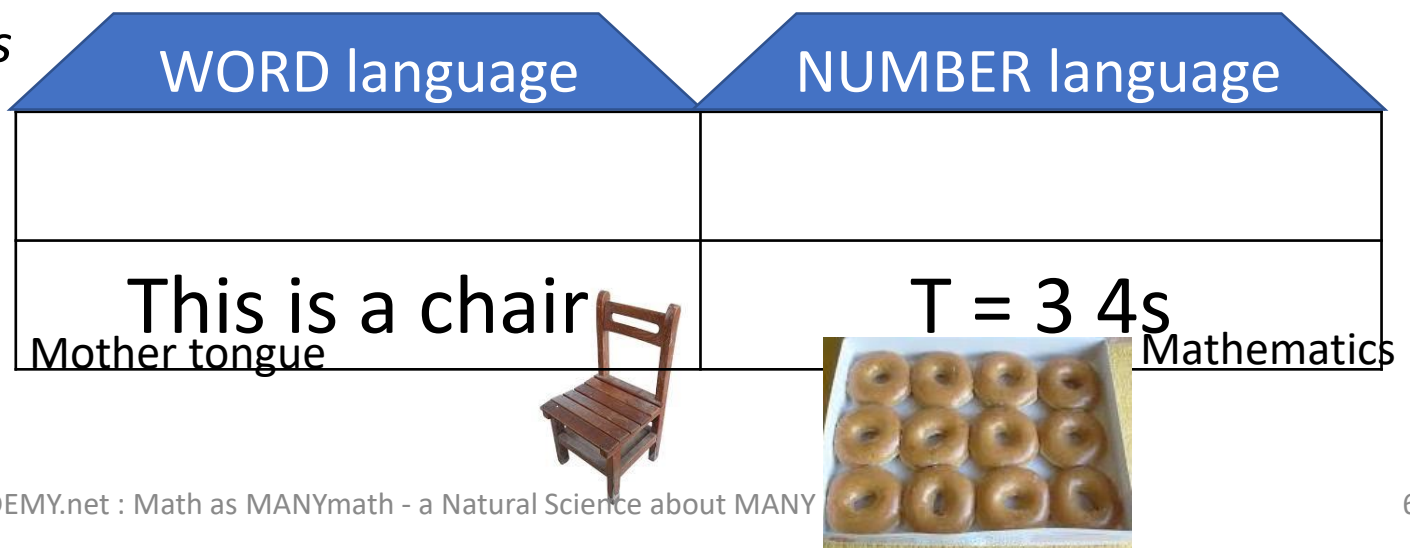 s
WORD language
NUMBER language
This is a chair
T = 3 4s
Mother tongue
Mathematics
EMY.net : Math as MANYmath - a Natural Science about MANY
6